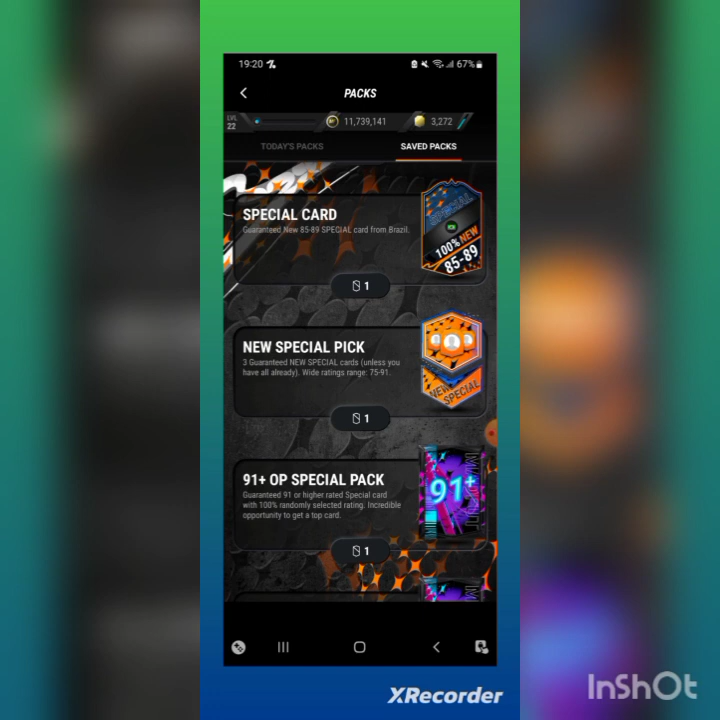 19:20 67%
PACKS
LVL 22 11,739,141 3,272
TODAY'S PACKS SAVED PACKS
SPECIAL CARD
Guaranteed New 85-89 SPECIAL card from Brazil.
SPECIAL
100% NEW
85-89
1
NEW SPECIAL PICK
3 Guaranteed NEW SPECIAL cards (unless you
have all already). Wide ratings range: 75-91.
NEW
SPECIAL
1
91+ OP SPECIAL PACK
Guaranteed 91 or higher rated Special card
with 100% randomly selected rating. Incredible
opportunity to get a top card.
91+
1
XRecorder
InShOt